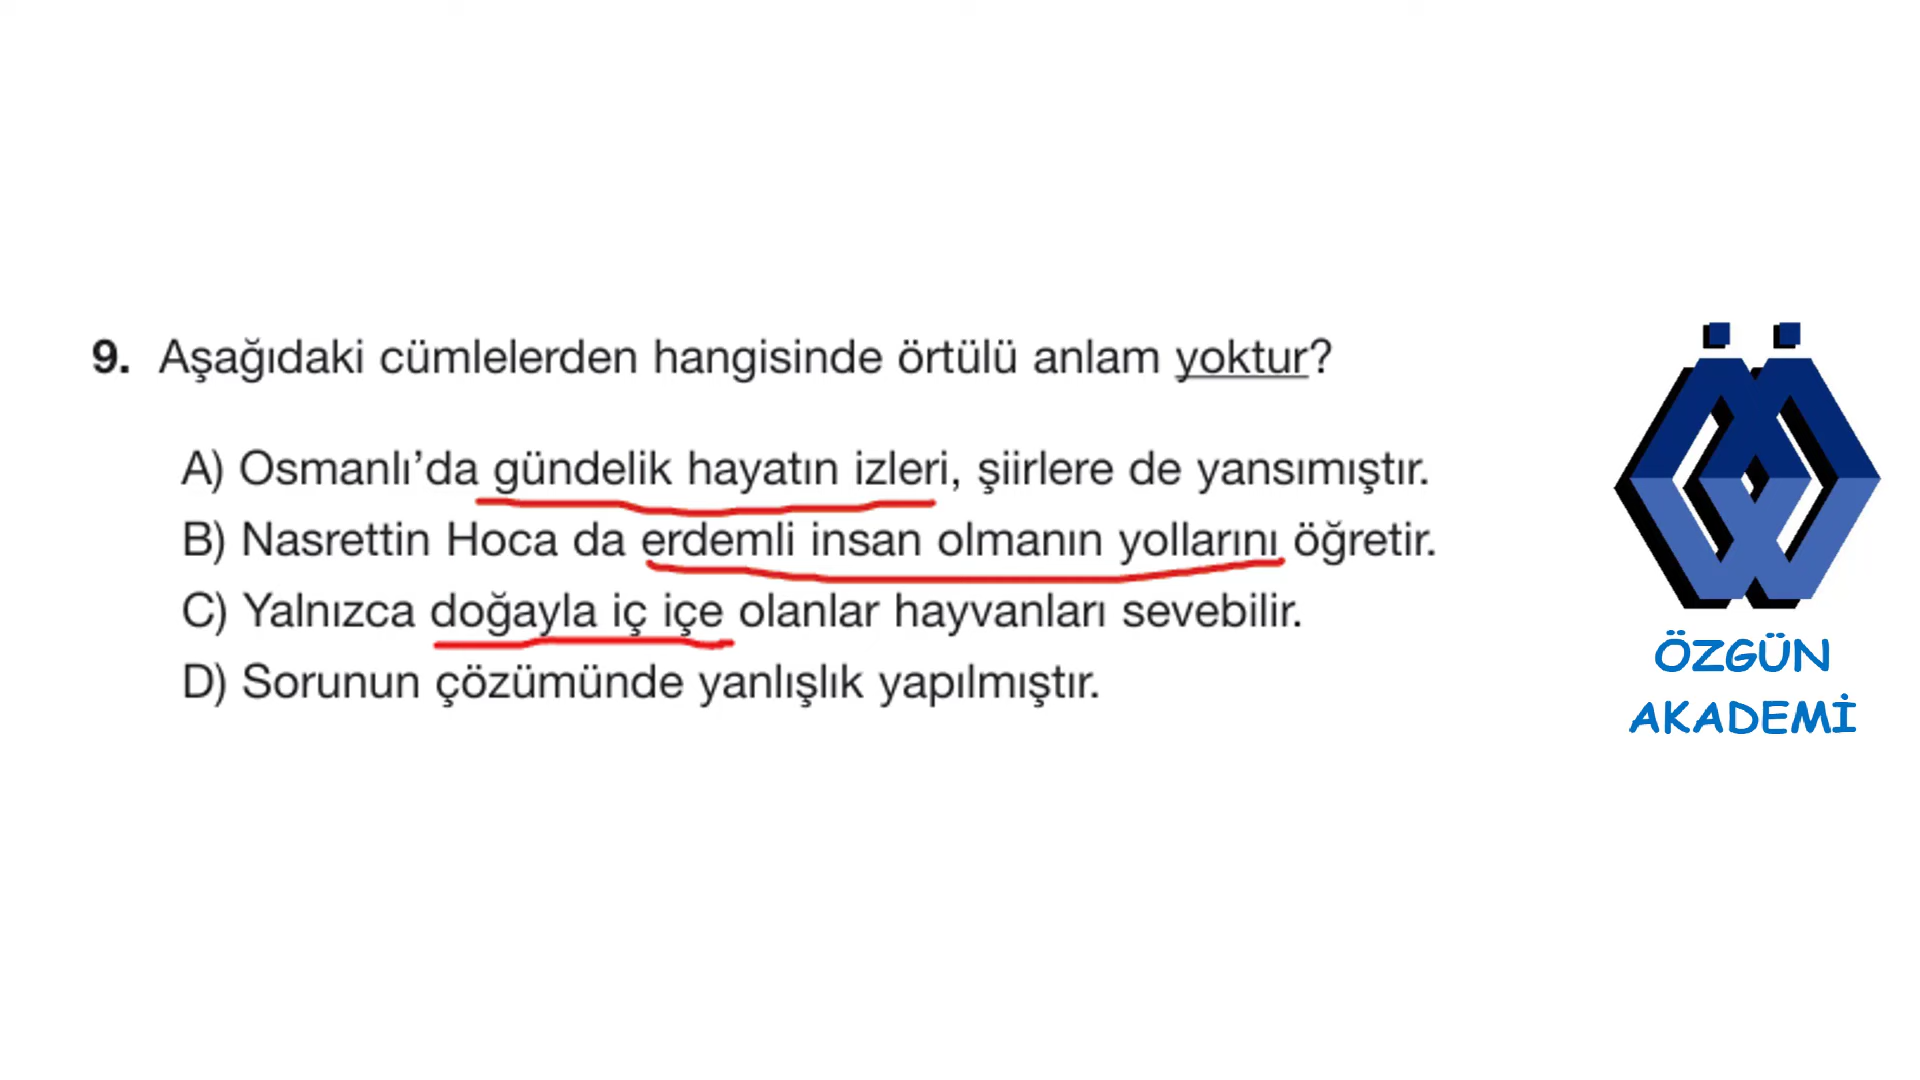 9. Aşağıdaki cümlelerden hangisinde örtülü anlam yoktur?
A) Osmanlı’da gündelik hayatın izleri, şiirlere de yansımıştır.
B) Nasrettin Hoca da erdemli insan olmanın yollarını öğretir.
C) Yalnızca doğayla iç içe olanlar hayvanları sevebilir.
D) Sorunun çözümünde yanlışlık yapılmıştır.
ÖZGÜN
AKADEMİ